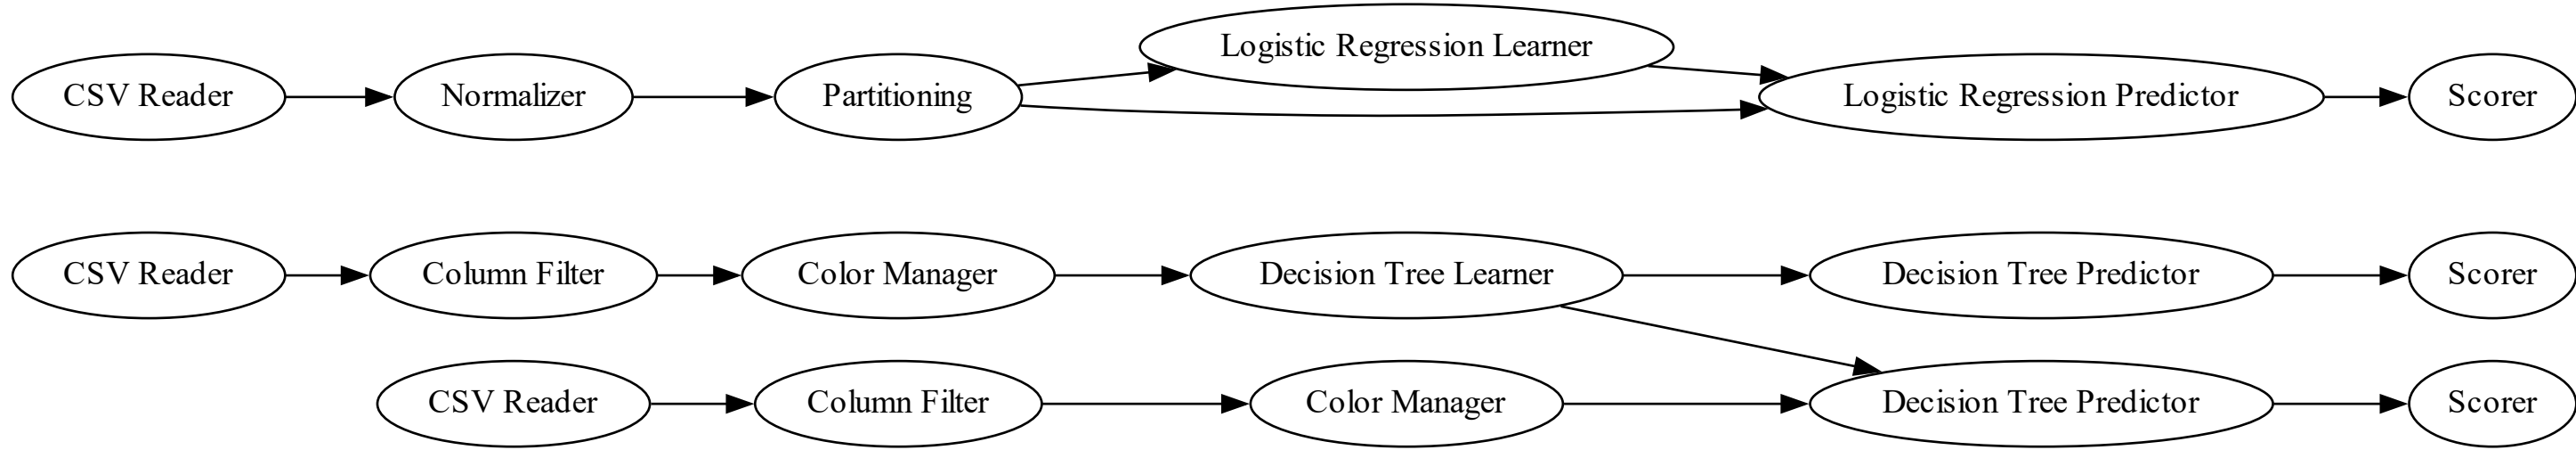 CSV Reader
Normalizer
Partitioning
Logistic Regression Learner
Logistic Regression Predictor
Scorer
CSV Reader
Column Filter
Color Manager
Decision Tree Learner
Decision Tree Predictor
Scorer
CSV Reader
Column Filter
Color Manager
Decision Tree Predictor
Scorer